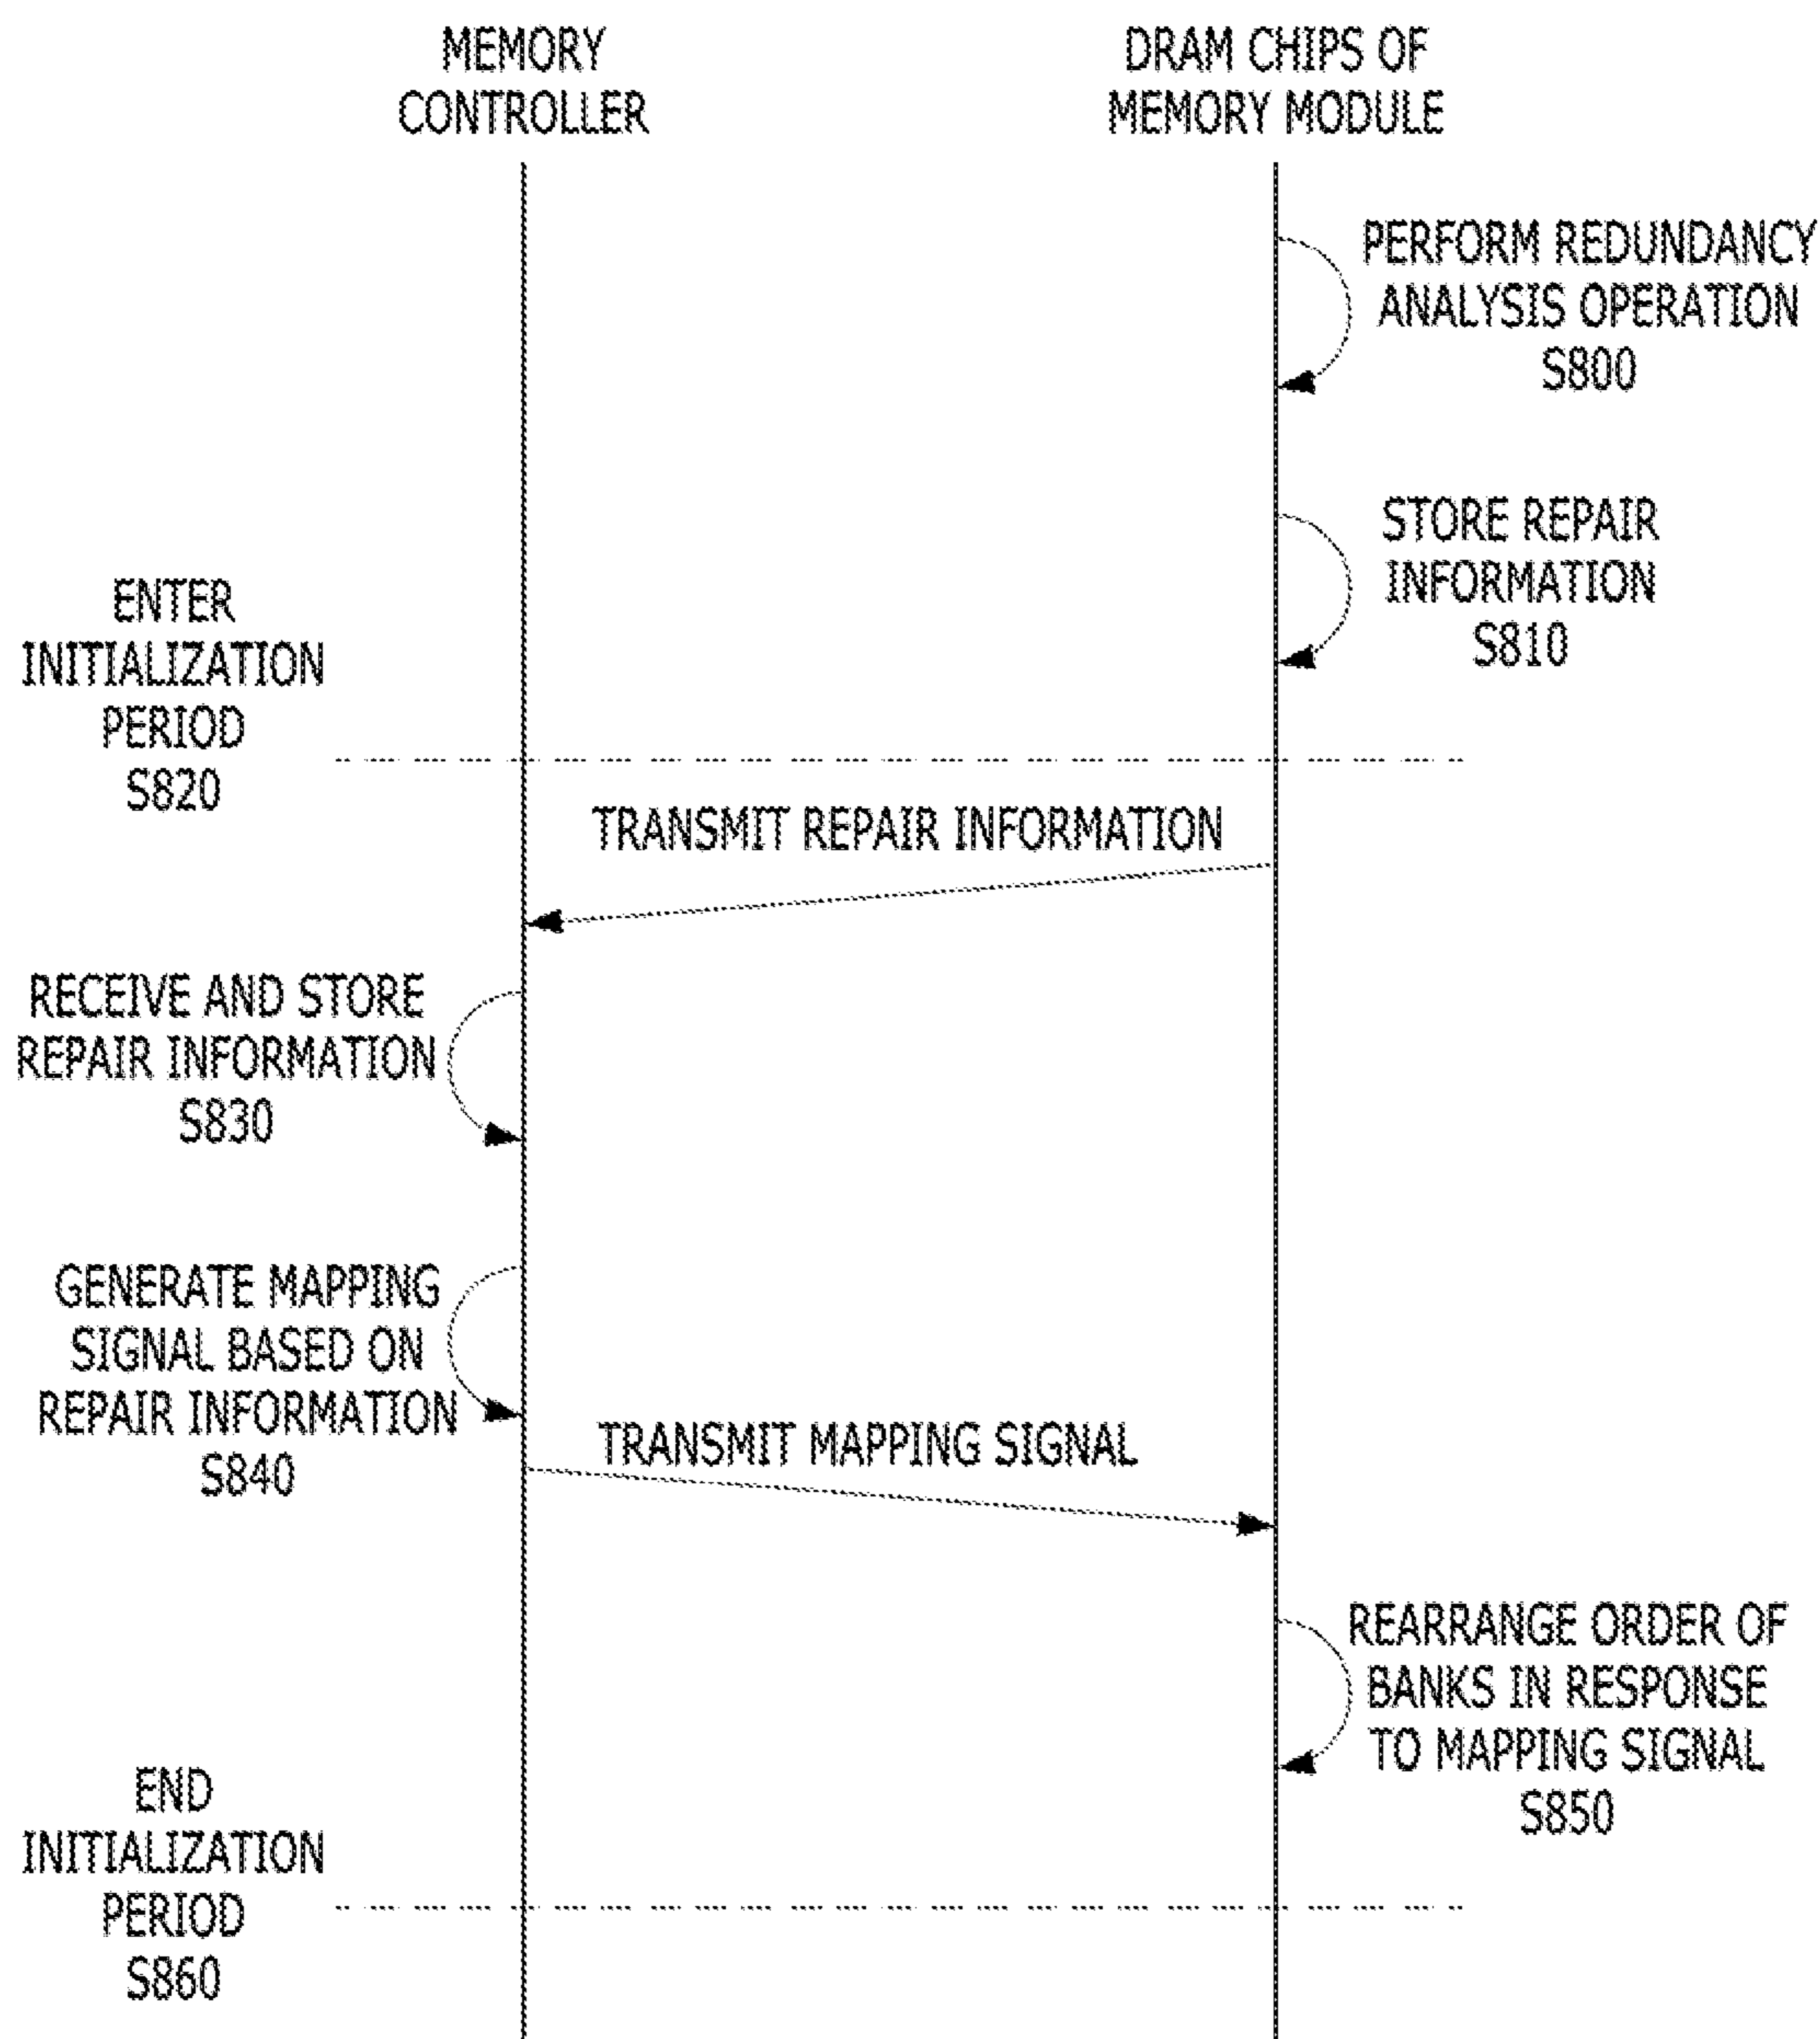 MEMORY
CONTROLLER
DRAM CHIPS OF
MEMORY MODULE
PERFORM REDUNDANCY
ANALYSIS OPERATION
S800
STORE REPAIR
INFORMATION
S810
ENTER
INITIALIZATION
PERIOD
S820
TRANSMIT REPAIR INFORMATION
RECEIVE AND STORE
REPAIR INFORMATION
S830
GENERATE MAPPING
SIGNAL BASED ON
REPAIR INFORMATION
S840
TRANSMIT MAPPING SIGNAL
REARRANGE ORDER OF
BANKS IN RESPONSE
TO MAPPING SIGNAL
S850
END
INITIALIZATION
PERIOD
S860